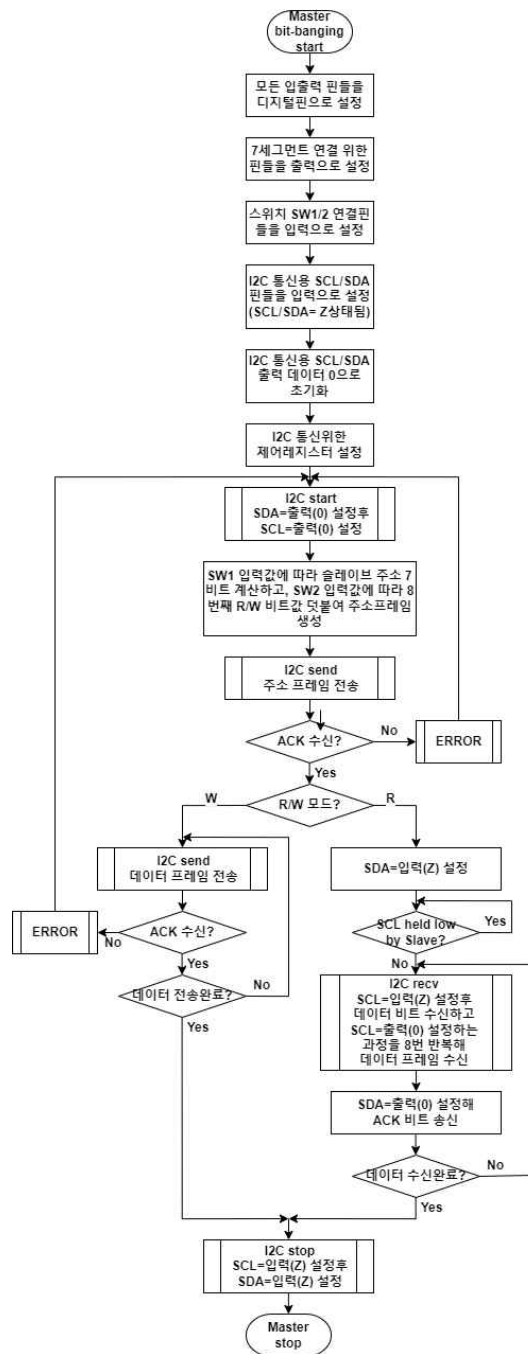 Master
bit-banging
start
모든 입출력 핀들을
디지털핀으로 설정
7세그먼트 연결 위한
핀들을 출력으로 설정
스위치 SW1/2 연결핀
들을 입력으로 설정
I2C 통신용 SCL/SDA
핀들을 입력으로 설정
(SCL/SDA= Z상태됨)
I2C 통신용 SCL/SDA
출력 데이터 0으로
초기화
I2C 통신위한
제어레지스터 설정
I2C start
SDA=출력(0) 설정후
SCL=출력(0) 설정
SW1 입력값에 따라 슬레이브 주소 7
비트 계산하고, SW2 입력값에 따라 8
번째 R/W 비트값 덧붙여 주소프레임
생성
I2C send
주소 프레임 전송
ACK 수신?
No
ERROR
Yes
R/W 모드?
W
R
I2C send
데이터 프레임 전송
SDA=입력(Z) 설정
ERROR
No
ACK 수신?
SCL held low
by Slave?
Yes
Yes
No
데이터 전송완료?
No
Yes
I2C recv
SCL=입력(Z) 설정후
데이터 비트 수신하고
SCL=출력(0) 설정하는
과정을 8번 반복해
데이터 프레임 수신
SDA=출력(0) 설정해
ACK 비트 송신
데이터 수신완료?
No
Yes
I2C stop
SCL=입력(Z) 설정후
SDA=입력(Z) 설정
Master
stop